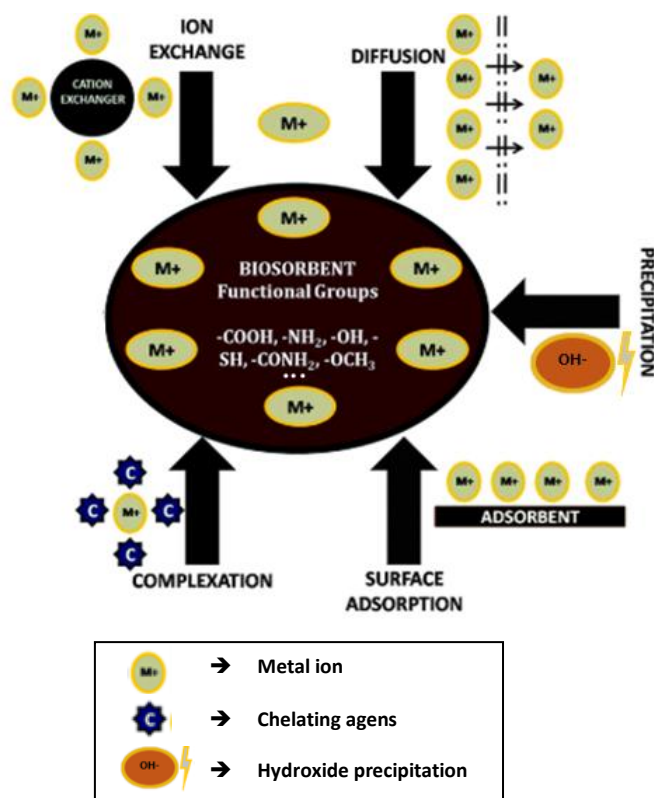 ION
EXCHANGE
DIFFUSION
M+
M+
M+
M+
CATION
EXCHANGER
M+
M+
M+
M+
M+
M+
M+
M+
M+
M+
M+
BIOSORBENT
Functional Groups
M+
M+
-COOH, -NH₂, -OH, -
SH, -CONH₂, -OCH₃
...
M+
M+
M+
PRECIPITATION
OH-
C
C
M+
C
C
COMPLEXATION
M+
M+
M+
M+
ADSORBENT
SURFACE
ADSORPTION
M+ ➔ Metal ion
C ➔ Chelating agens
OH- ➔ Hydroxide precipitation